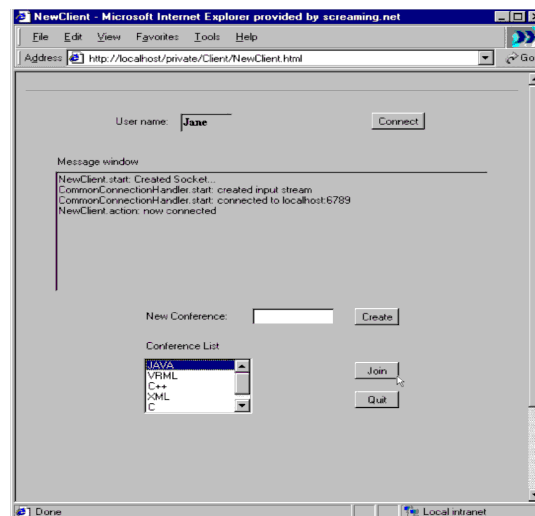 NewClient - Microsoft Internet Explorer provided by screaming.net
File Edit View Favorites Tools Help
Address http://localhost/private/Client/NewClient.html Go
User name: Jane Connect
Message window
NewClient.start: Created Socket...
CommonConnectionHandler.start: created input stream
CommonConnectionHandler.start: connected to localhost:6789
NewClient.action: now connected
New Conference: Create
Conference List
JAVA
VRML
C++
XML
C
Join
Quit
Done Local intranet